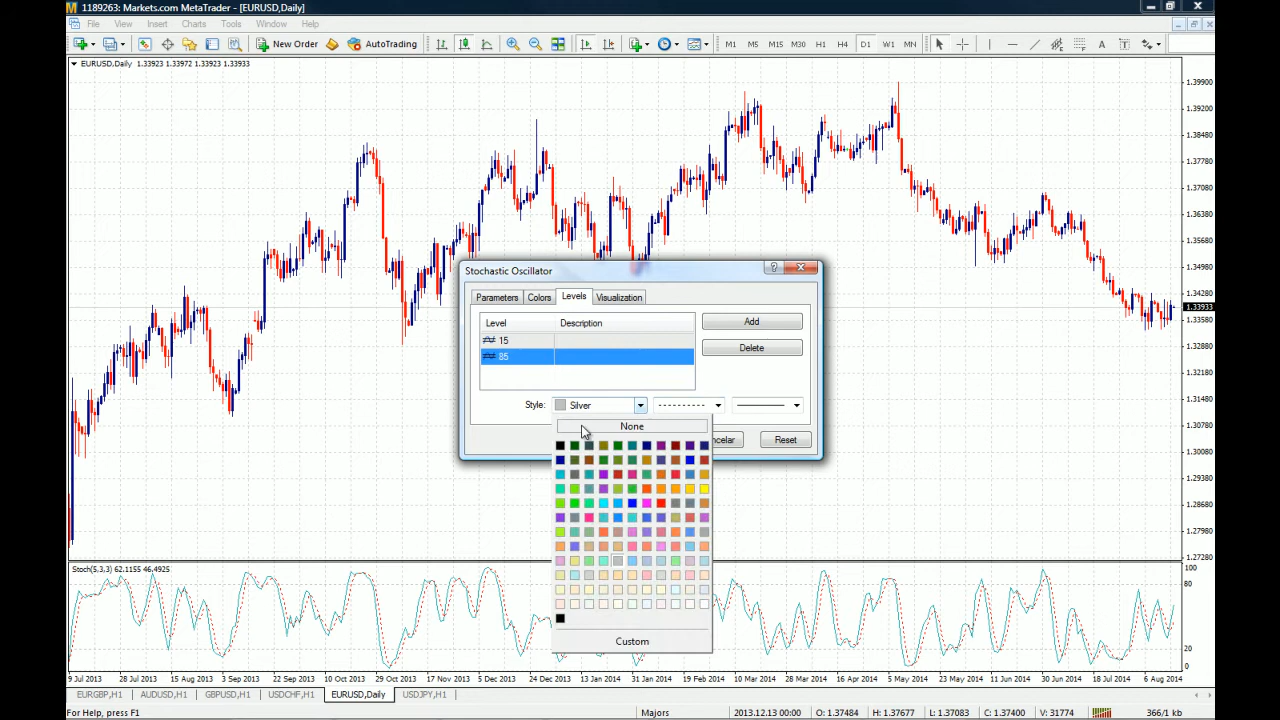 1189263: Markets.com MetaTrader - [EURUSD,Daily]
File View Insert Charts Tools Window Help
New Order AutoTrading M1 M5 M15 M30 H1 H4 D1 W1 MN A T
EURUSD,Daily 1.33923 1.33972 1.33923 1.33933
1.39900
1.39200
1.38480
1.37780
1.37080
1.36380
1.35680
1.34980
1.34280
1.33933
1.33580
1.32880
1.32180
1.31480
1.30780
1.30080
1.29380
1.28680
1.27980
1.27280
Stochastic Oscillator
Parameters Colors Levels Visualization
Level Description
15
85
Add
Delete
Style: Silver
None
ncelar
Reset
Custom
Stoch(5,3,3) 62.1155 46.4925
100
80
20
0
9 Jul 2013 28 Jul 2013 15 Aug 2013 3 Sep 2013 22 Sep 2013 10 Oct 2013 29 Oct 2013 17 Nov 2013 5 Dec 2013 24 Dec 2013 13 Jan 2014 31 Jan 2014 19 Feb 2014 10 Mar 2014 28 Mar 2014 16 Apr 2014 5 May 2014 23 May 2014 11 Jun 2014 30 Jun 2014 18 Jul 2014 6 Aug 2014
EURGBP,H1 AUDUSD,H1 GBPUSD,H1 USDCHF,H1 EURUSD,Daily USDJPY,H1
For Help, press F1 Majors 2013.12.13 00:00 O: 1.37484 H: 1.37677 L: 1.37083 C: 1.37400 V: 31774 366/1 kb